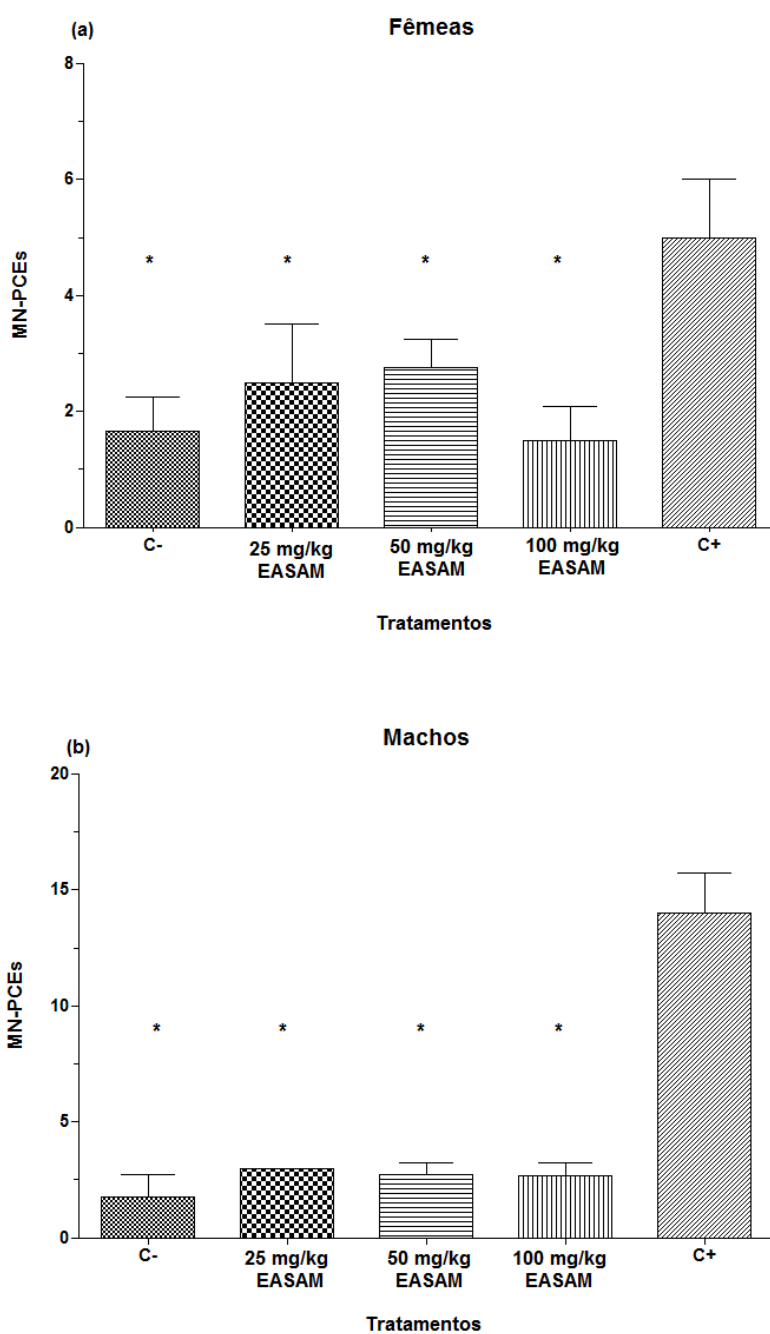 (a)
Fêmeas
8
6
4
2
0
MN-PCEs
* * * *
C- 25 mg/kg 50 mg/kg 100 mg/kg C+
EASAM EASAM EASAM
Tratamentos
(b)
Machos
20
15
10
5
0
MN-PCEs
* * * *
C- 25 mg/kg 50 mg/kg 100 mg/kg C+
EASAM EASAM EASAM
Tratamentos